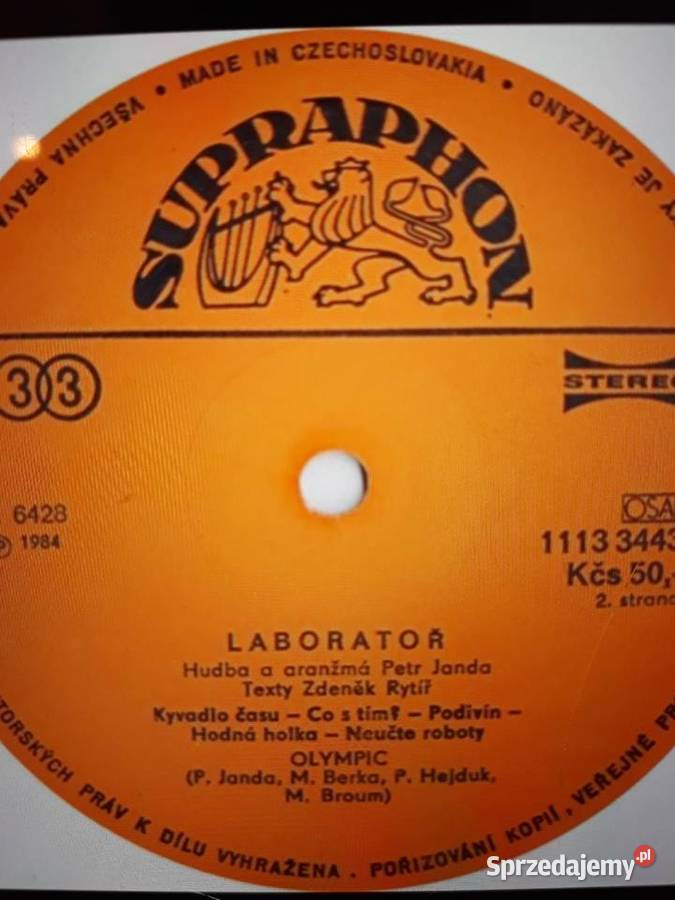 VŠECHNA PRÁVA
• MADE IN CZECHOSLOVAKIA •
JE ZAKÁZÁNO
SUPRAPHON
33
STEREO
6428
Ⓟ 1984
OSA
1113 3443
Kčs 50,-
2. strana
LABORATOŘ
Hudba a aranžmá Petr Janda
Texty Zdeněk Rytíř
Kyvadlo času – Co s tím? – Podivín –
Hodná holka – Neučte roboty
OLYMPIC
(P. Janda, M. Berka, P. Hejduk,
M. Broum)
TORSKÝCH PRÁV K DÍLU VYHRAŽENA . POŘIZOVÁNÍ KOPIÍ, VEŘEJNÉ
Sprzedajemy.pl